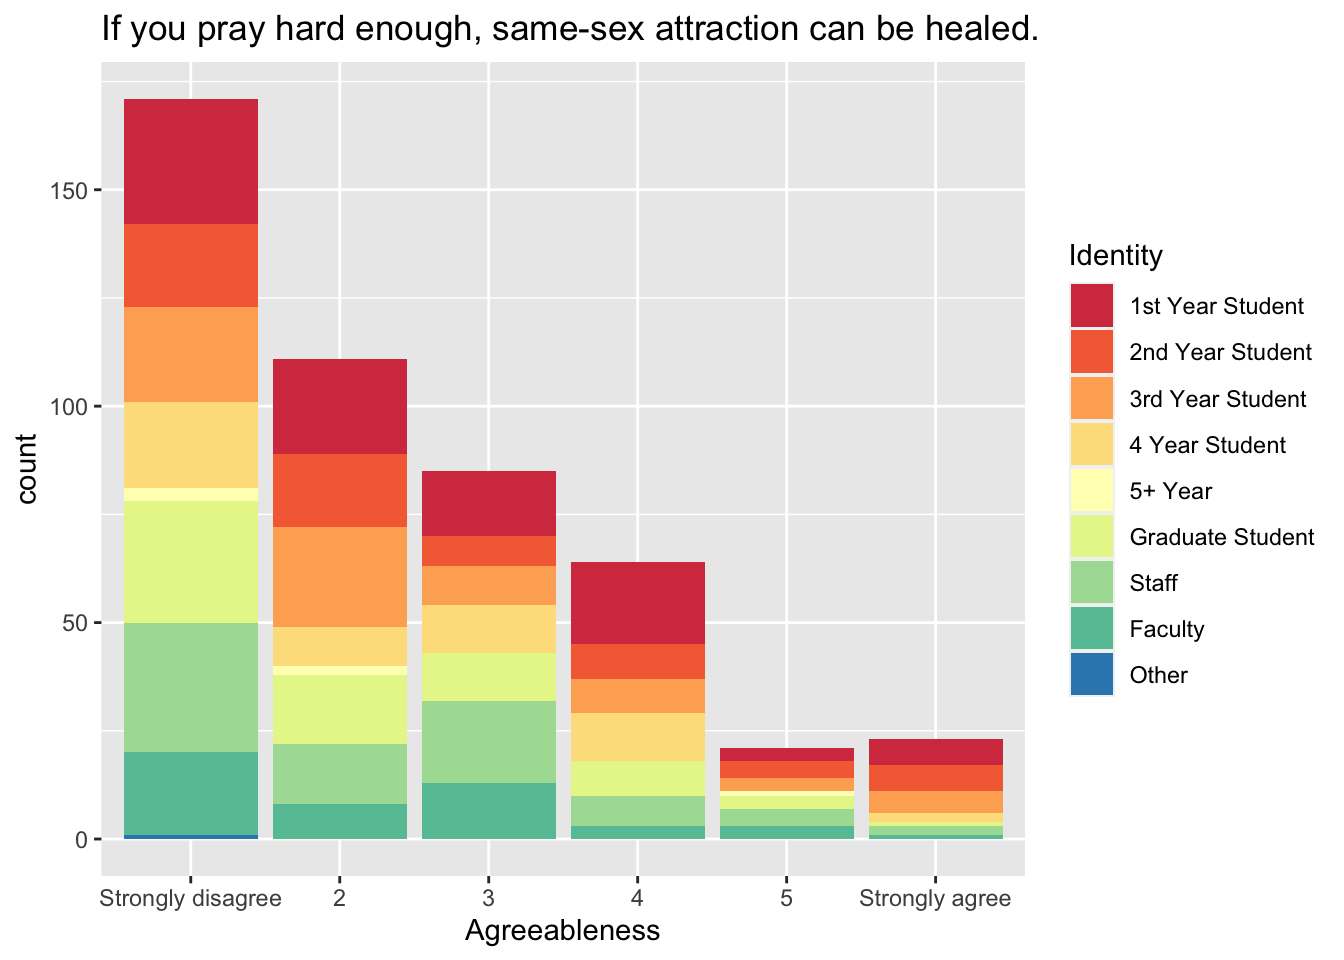 If you pray hard enough, same-sex attraction can be healed.
count
150
100
50
0
Strongly disagree 2 3 4 5 Strongly agree
Agreeableness
Identity
1st Year Student
2nd Year Student
3rd Year Student
4 Year Student
5+ Year
Graduate Student
Staff
Faculty
Other